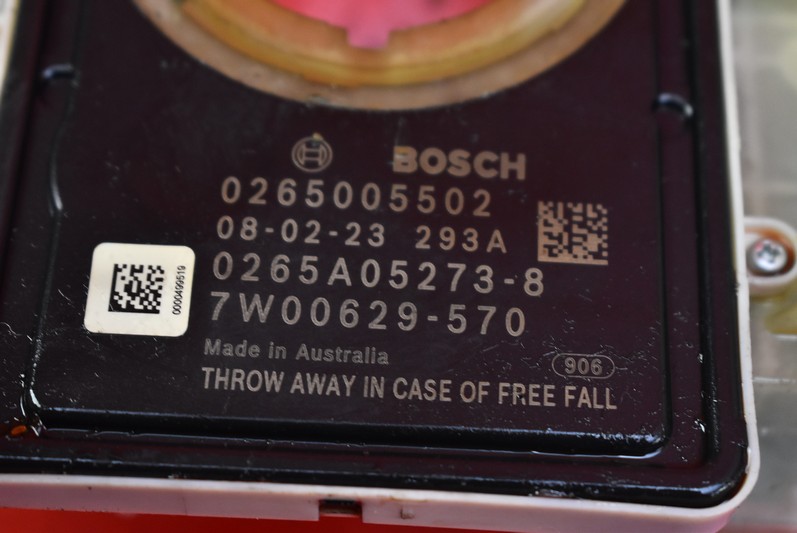 BOSCH
0265005502
08-02-23 293A
0265A05273-8
7W00629-570
0000499519
Made in Australia
906
THROW AWAY IN CASE OF FREE FALL